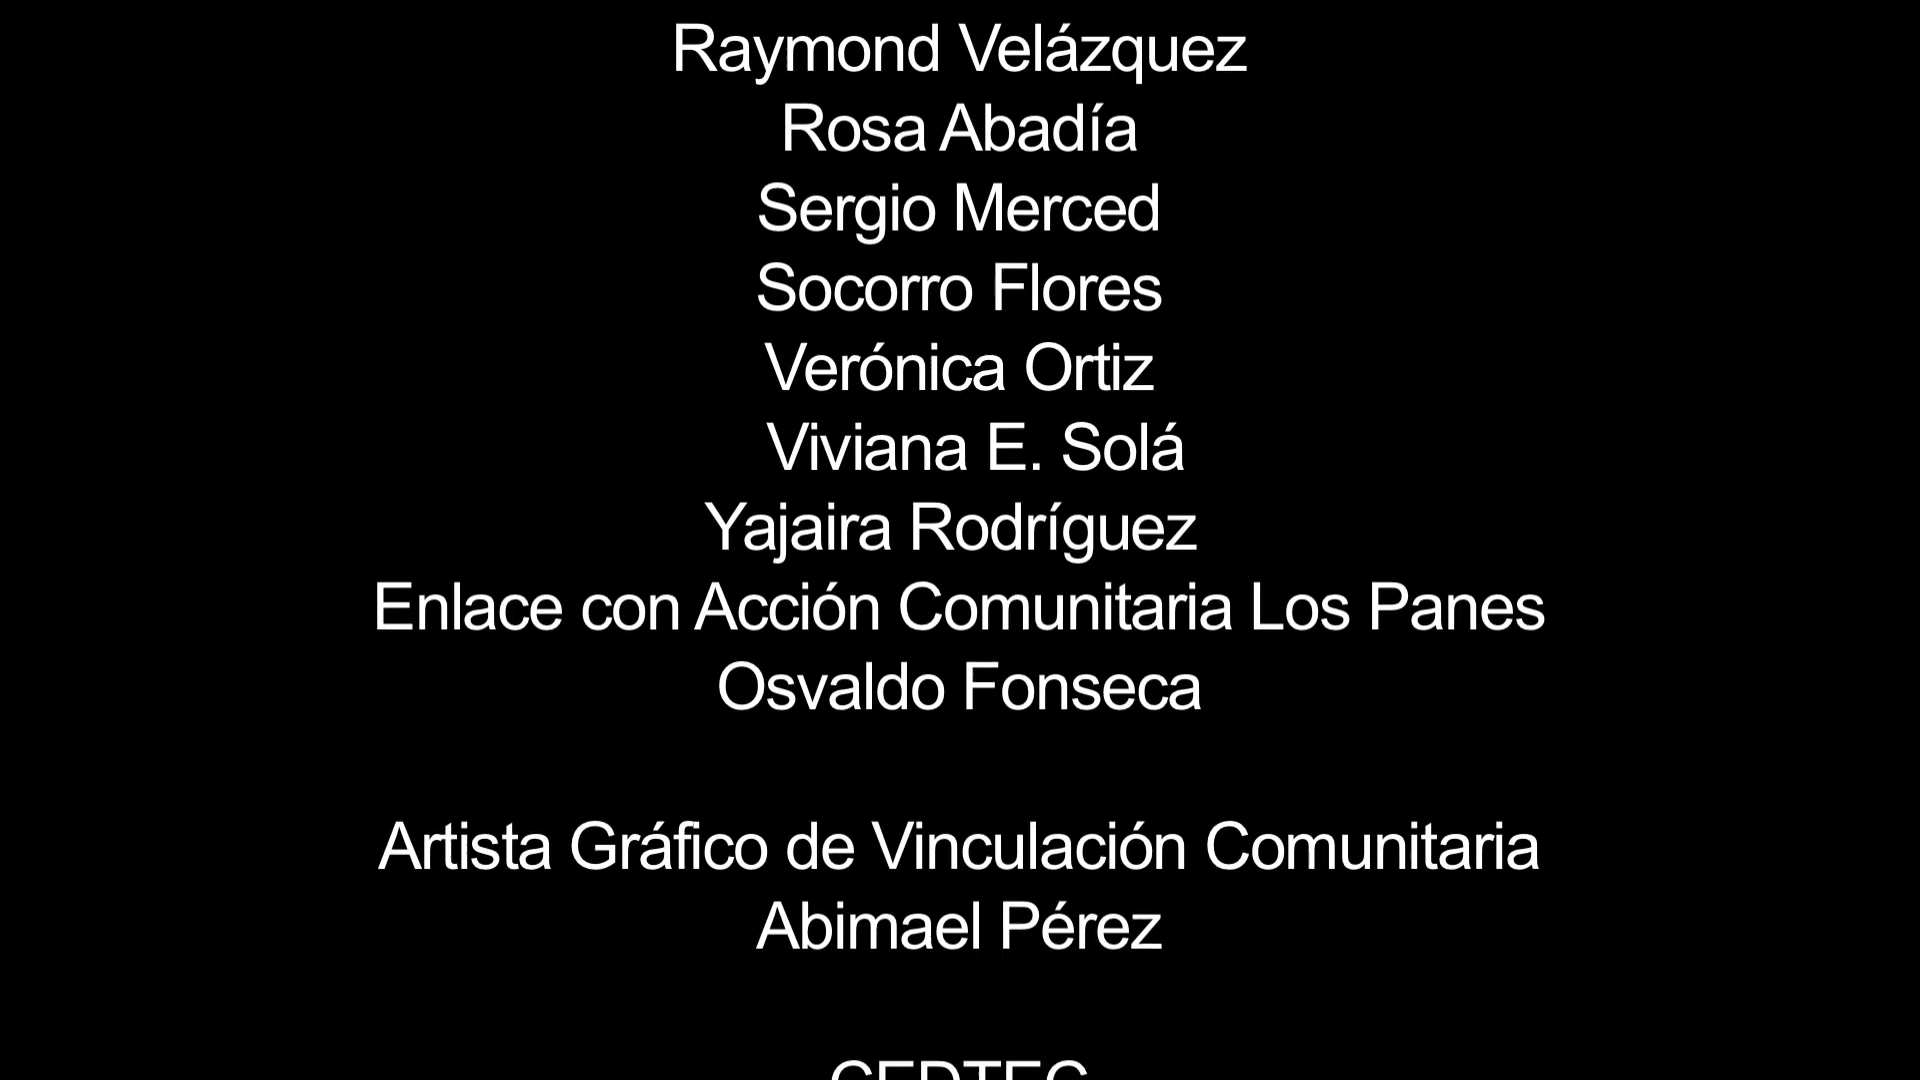 Raymond Velázquez
Rosa Abadía
Sergio Merced
Socorro Flores
Verónica Ortiz
Viviana E. Solá
Yajaira Rodríguez
Enlace con Acción Comunitaria Los Panes
Osvaldo Fonseca
Artista Gráfico de Vinculación Comunitaria
Abimael Pérez